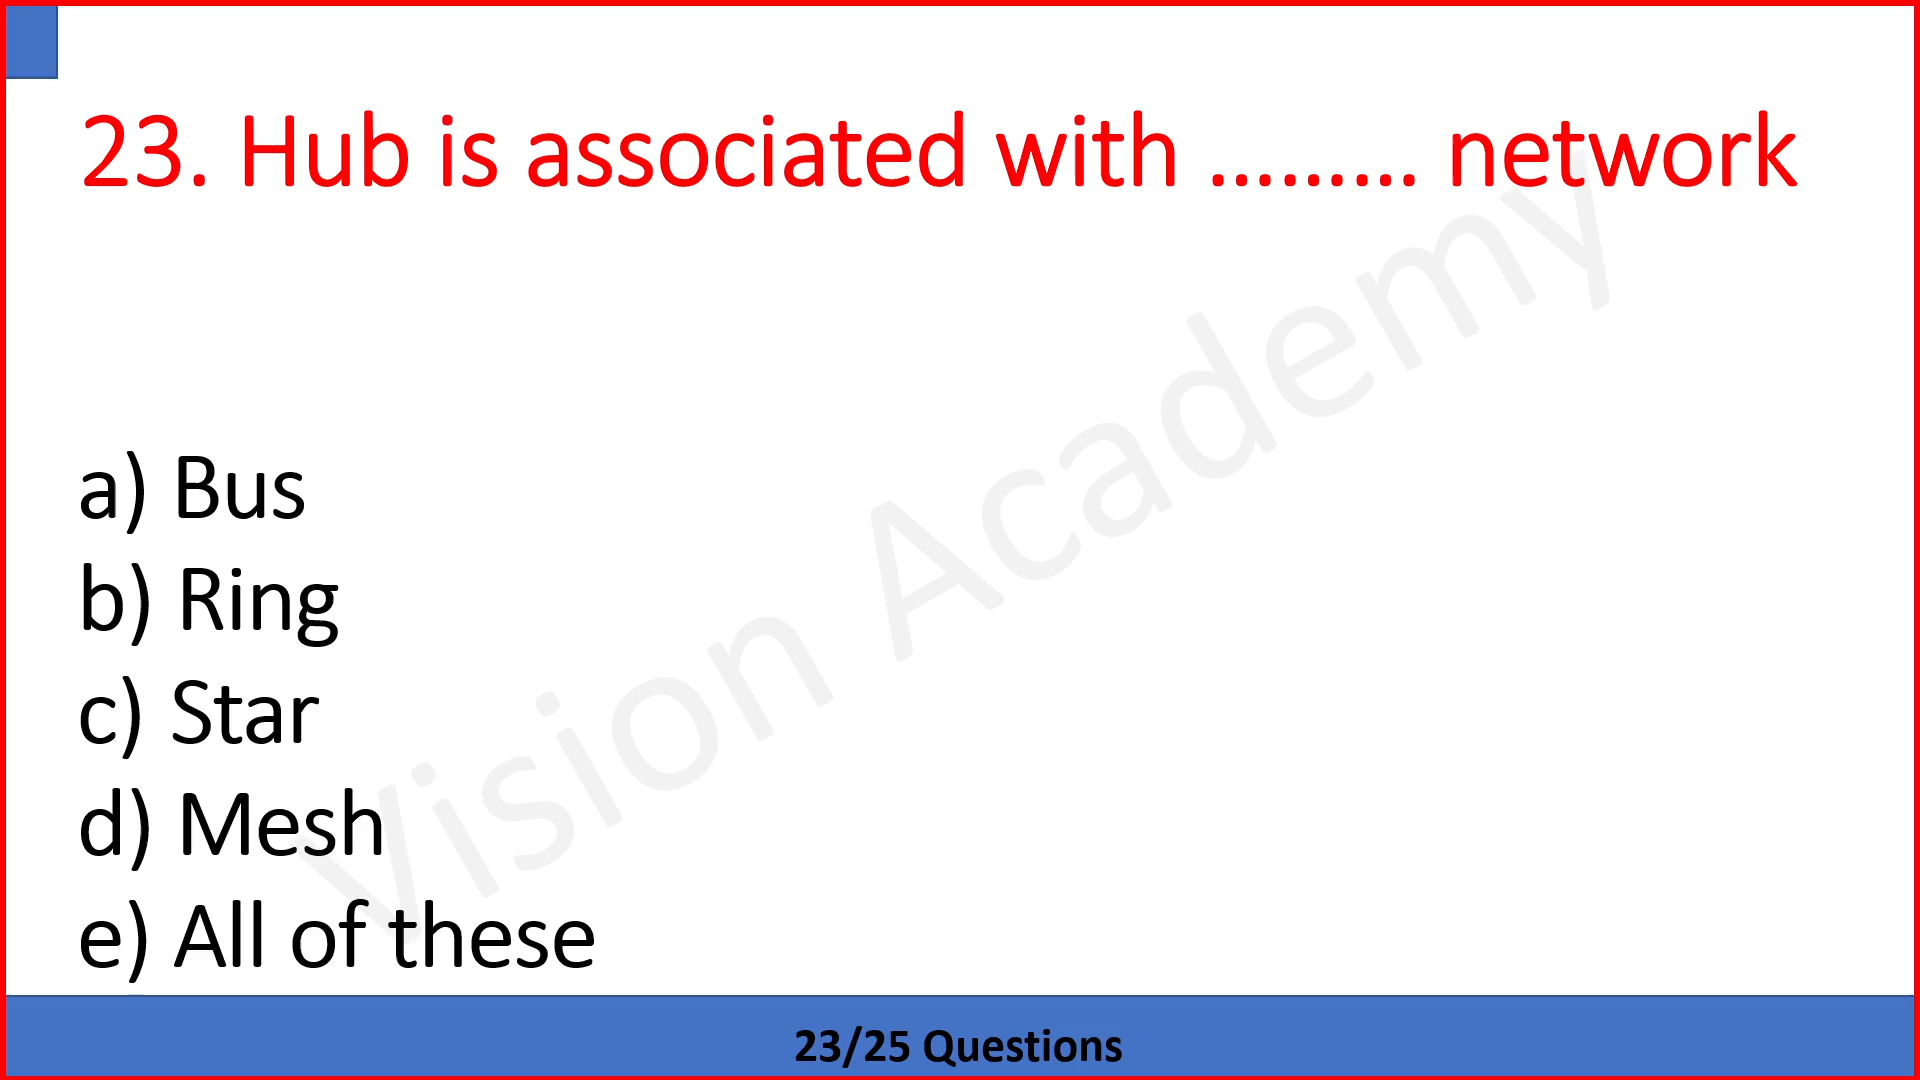 23. Hub is associated with ......... network
a) Bus
b) Ring
c) Star
d) Mesh
e) All of these
Vision Academy
23/25 Questions